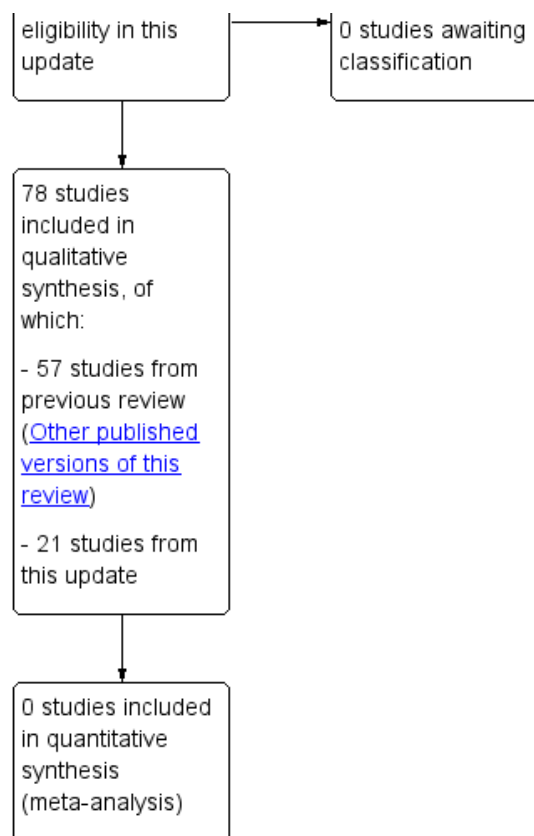 eligibility in this
update
0 studies awaiting
classification
78 studies
included in
qualitative
synthesis, of
which:
- 57 studies from
previous review
(Other published
versions of this
review)
- 21 studies from
this update
0 studies included
in quantitative
synthesis
(meta-analysis)